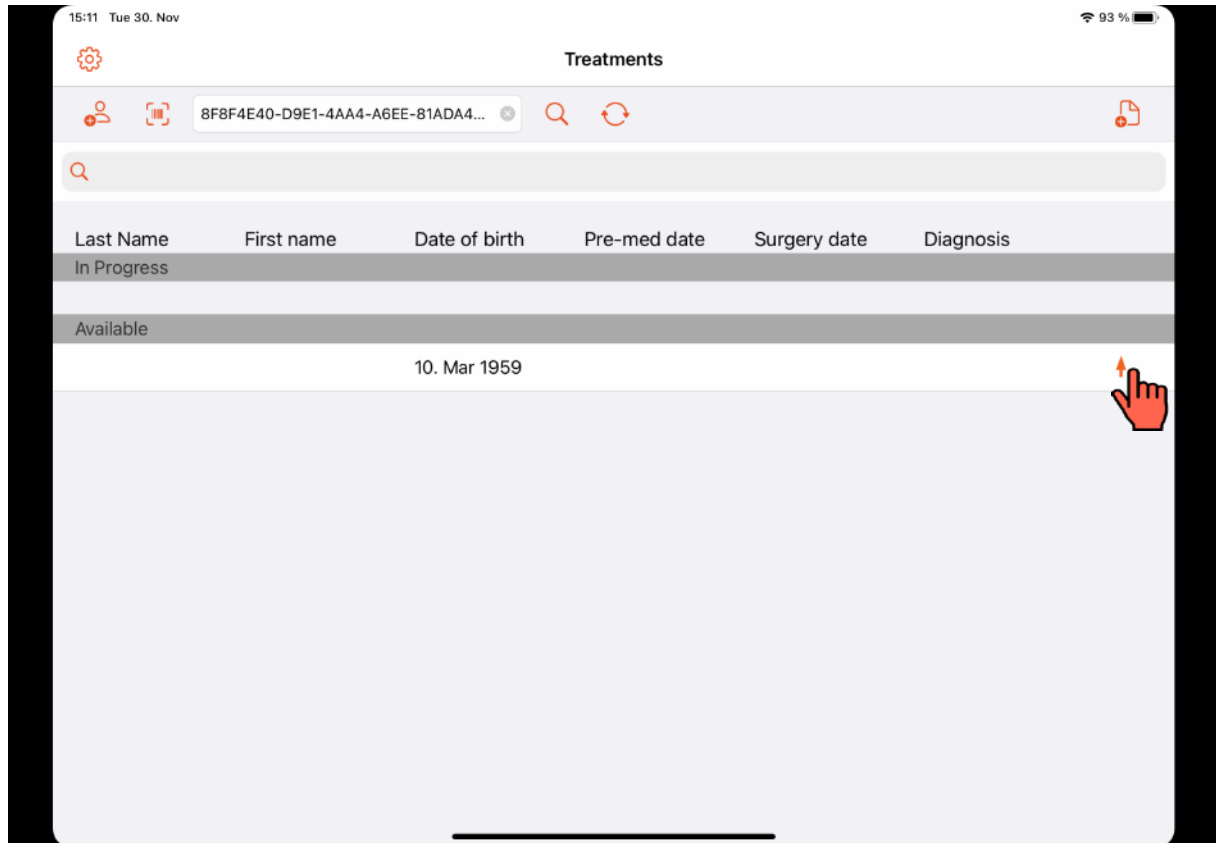 15:11 Tue 30. Nov 93 %
Treatments
8F8F4E40-D9E1-4AA4-A6EE-81ADA4...
Last Name First name Date of birth Pre-med date Surgery date Diagnosis
In Progress
Available
10. Mar 1959